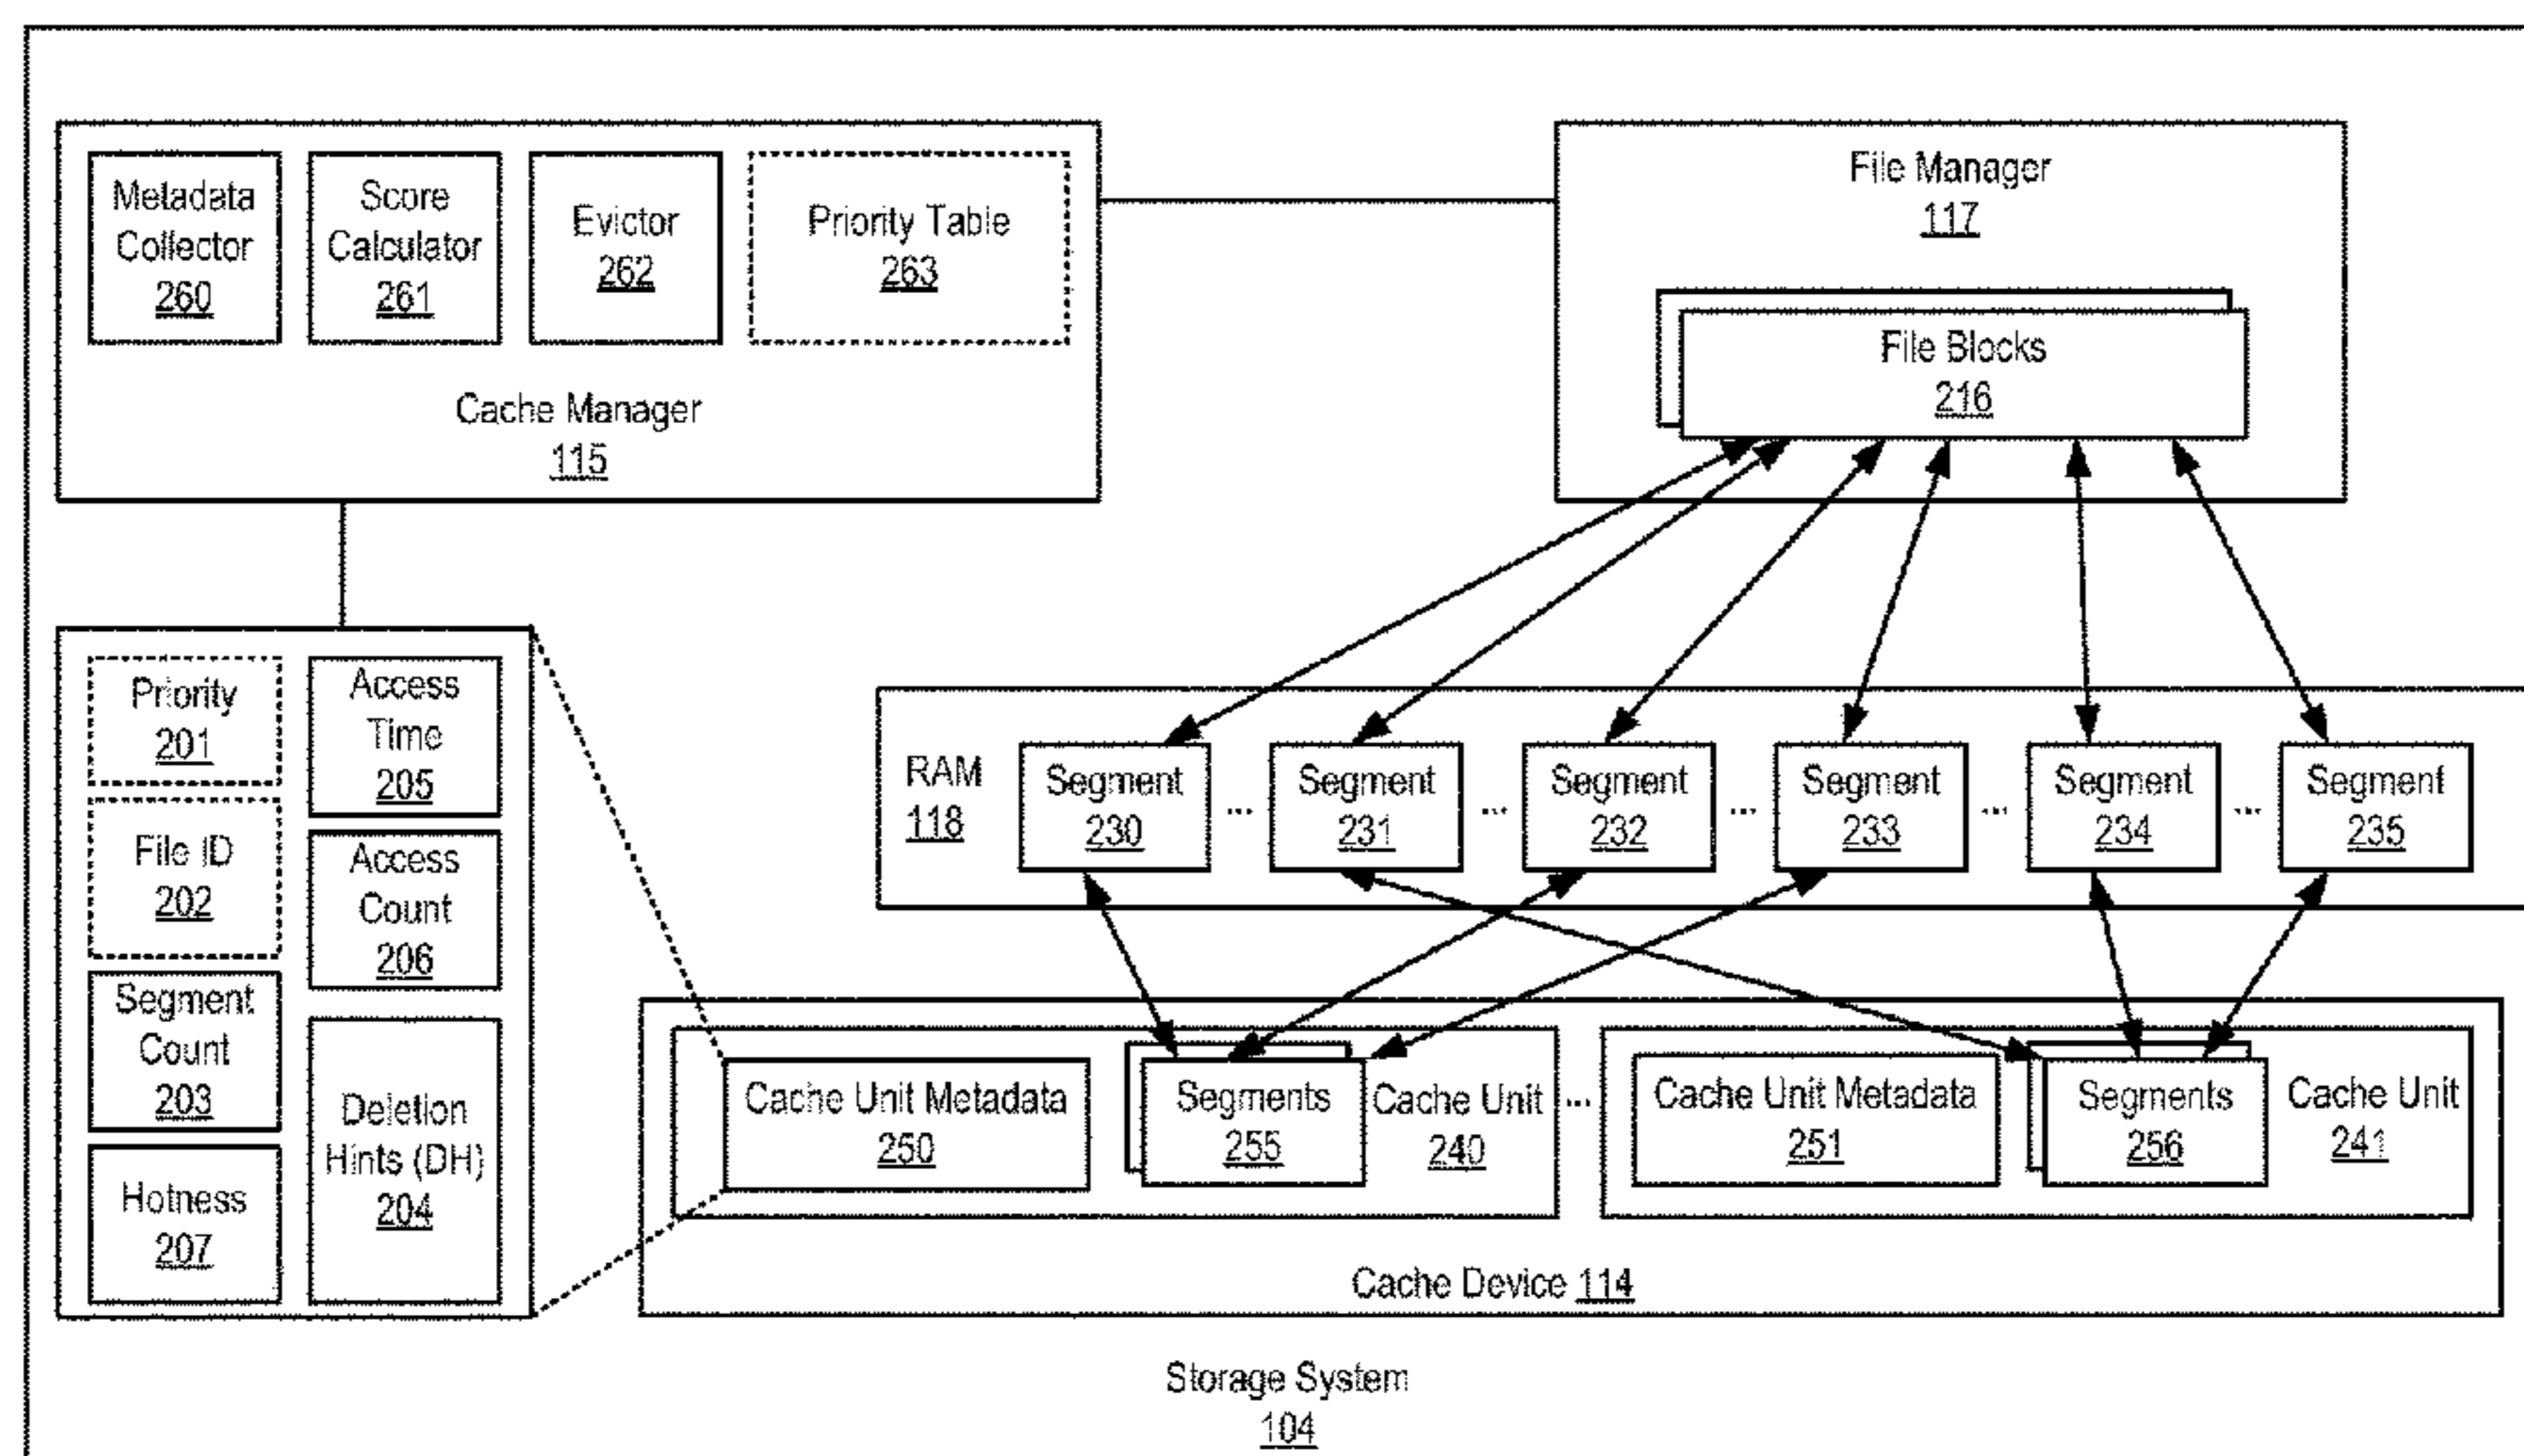 Metadata
Collector
260
Score
Calculator
261
Evictor
262
Priority Table
263
Cache Manager
115
File Manager
117
File Blocks
216
Priority
201
File ID
202
Segment
Count
203
Hotness
207
Access
Time
205
Access
Count
206
Deletion
Hints (DH)
204
RAM
118
Segment
230
...
Segment
231
...
Segment
232
...
Segment
233
...
Segment
234
...
Segment
235
Cache Unit Metadata
250
Segments
255
Cache Unit
240
...
Cache Unit Metadata
251
Segments
256
Cache Unit
241
Cache Device 114
Storage System
104